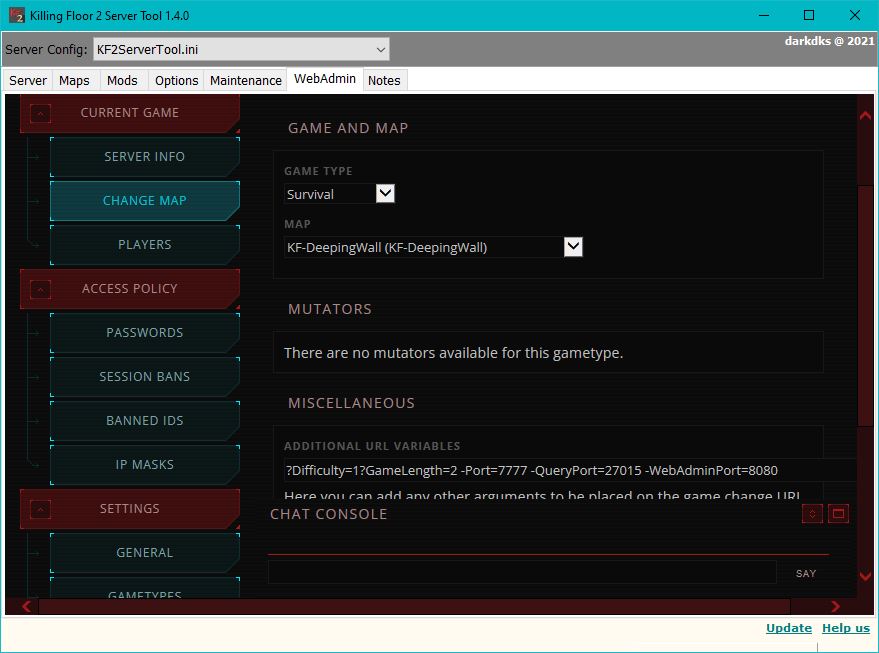 Killing Floor 2 Server Tool 1.4.0
Server Config: KF2ServerTool.ini
darkdks @ 2021
Server Maps Mods Options Maintenance WebAdmin Notes
CURRENT GAME
SERVER INFO
CHANGE MAP
PLAYERS
ACCESS POLICY
PASSWORDS
SESSION BANS
BANNED IDS
IP MASKS
SETTINGS
GENERAL
GAMETYPES
GAME AND MAP
GAME TYPE
Survival
MAP
KF-DeepingWall (KF-DeepingWall)
MUTATORS
There are no mutators available for this gametype.
MISCELLANEOUS
ADDITIONAL URL VARIABLES
?Difficulty=1?GameLength=2 -Port=7777 -QueryPort=27015 -WebAdminPort=8080
Here you can add any other arguments to be placed on the game change URL
CHAT CONSOLE
SAY
Update Help us